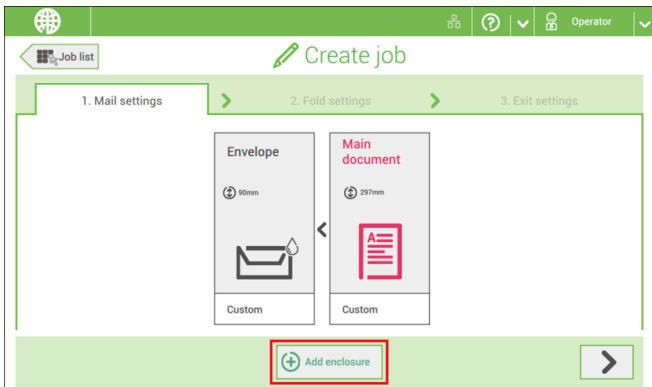 Operator
Job list
Create job
1. Mail settings
2. Fold settings
3. Exit settings
Envelope
90mm
Custom
Main
document
297mm
A
Custom
Add enclosure